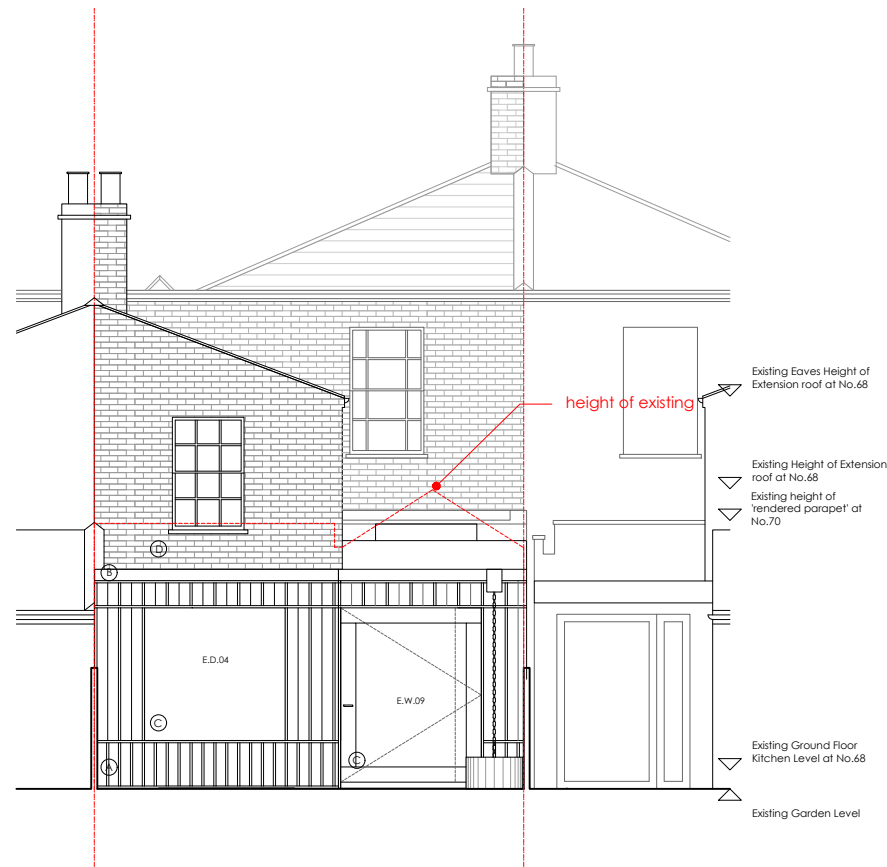 Existing Eaves Height of
Extension roof at No.68
height of existing
Existing Height of Extension
roof at No.68
Existing height of
'rendered parapet' at
No.70
D
B
E.D.04
E.W.09
C
C
A
Existing Ground Floor
Kitchen Level at No.68
Existing Garden Level